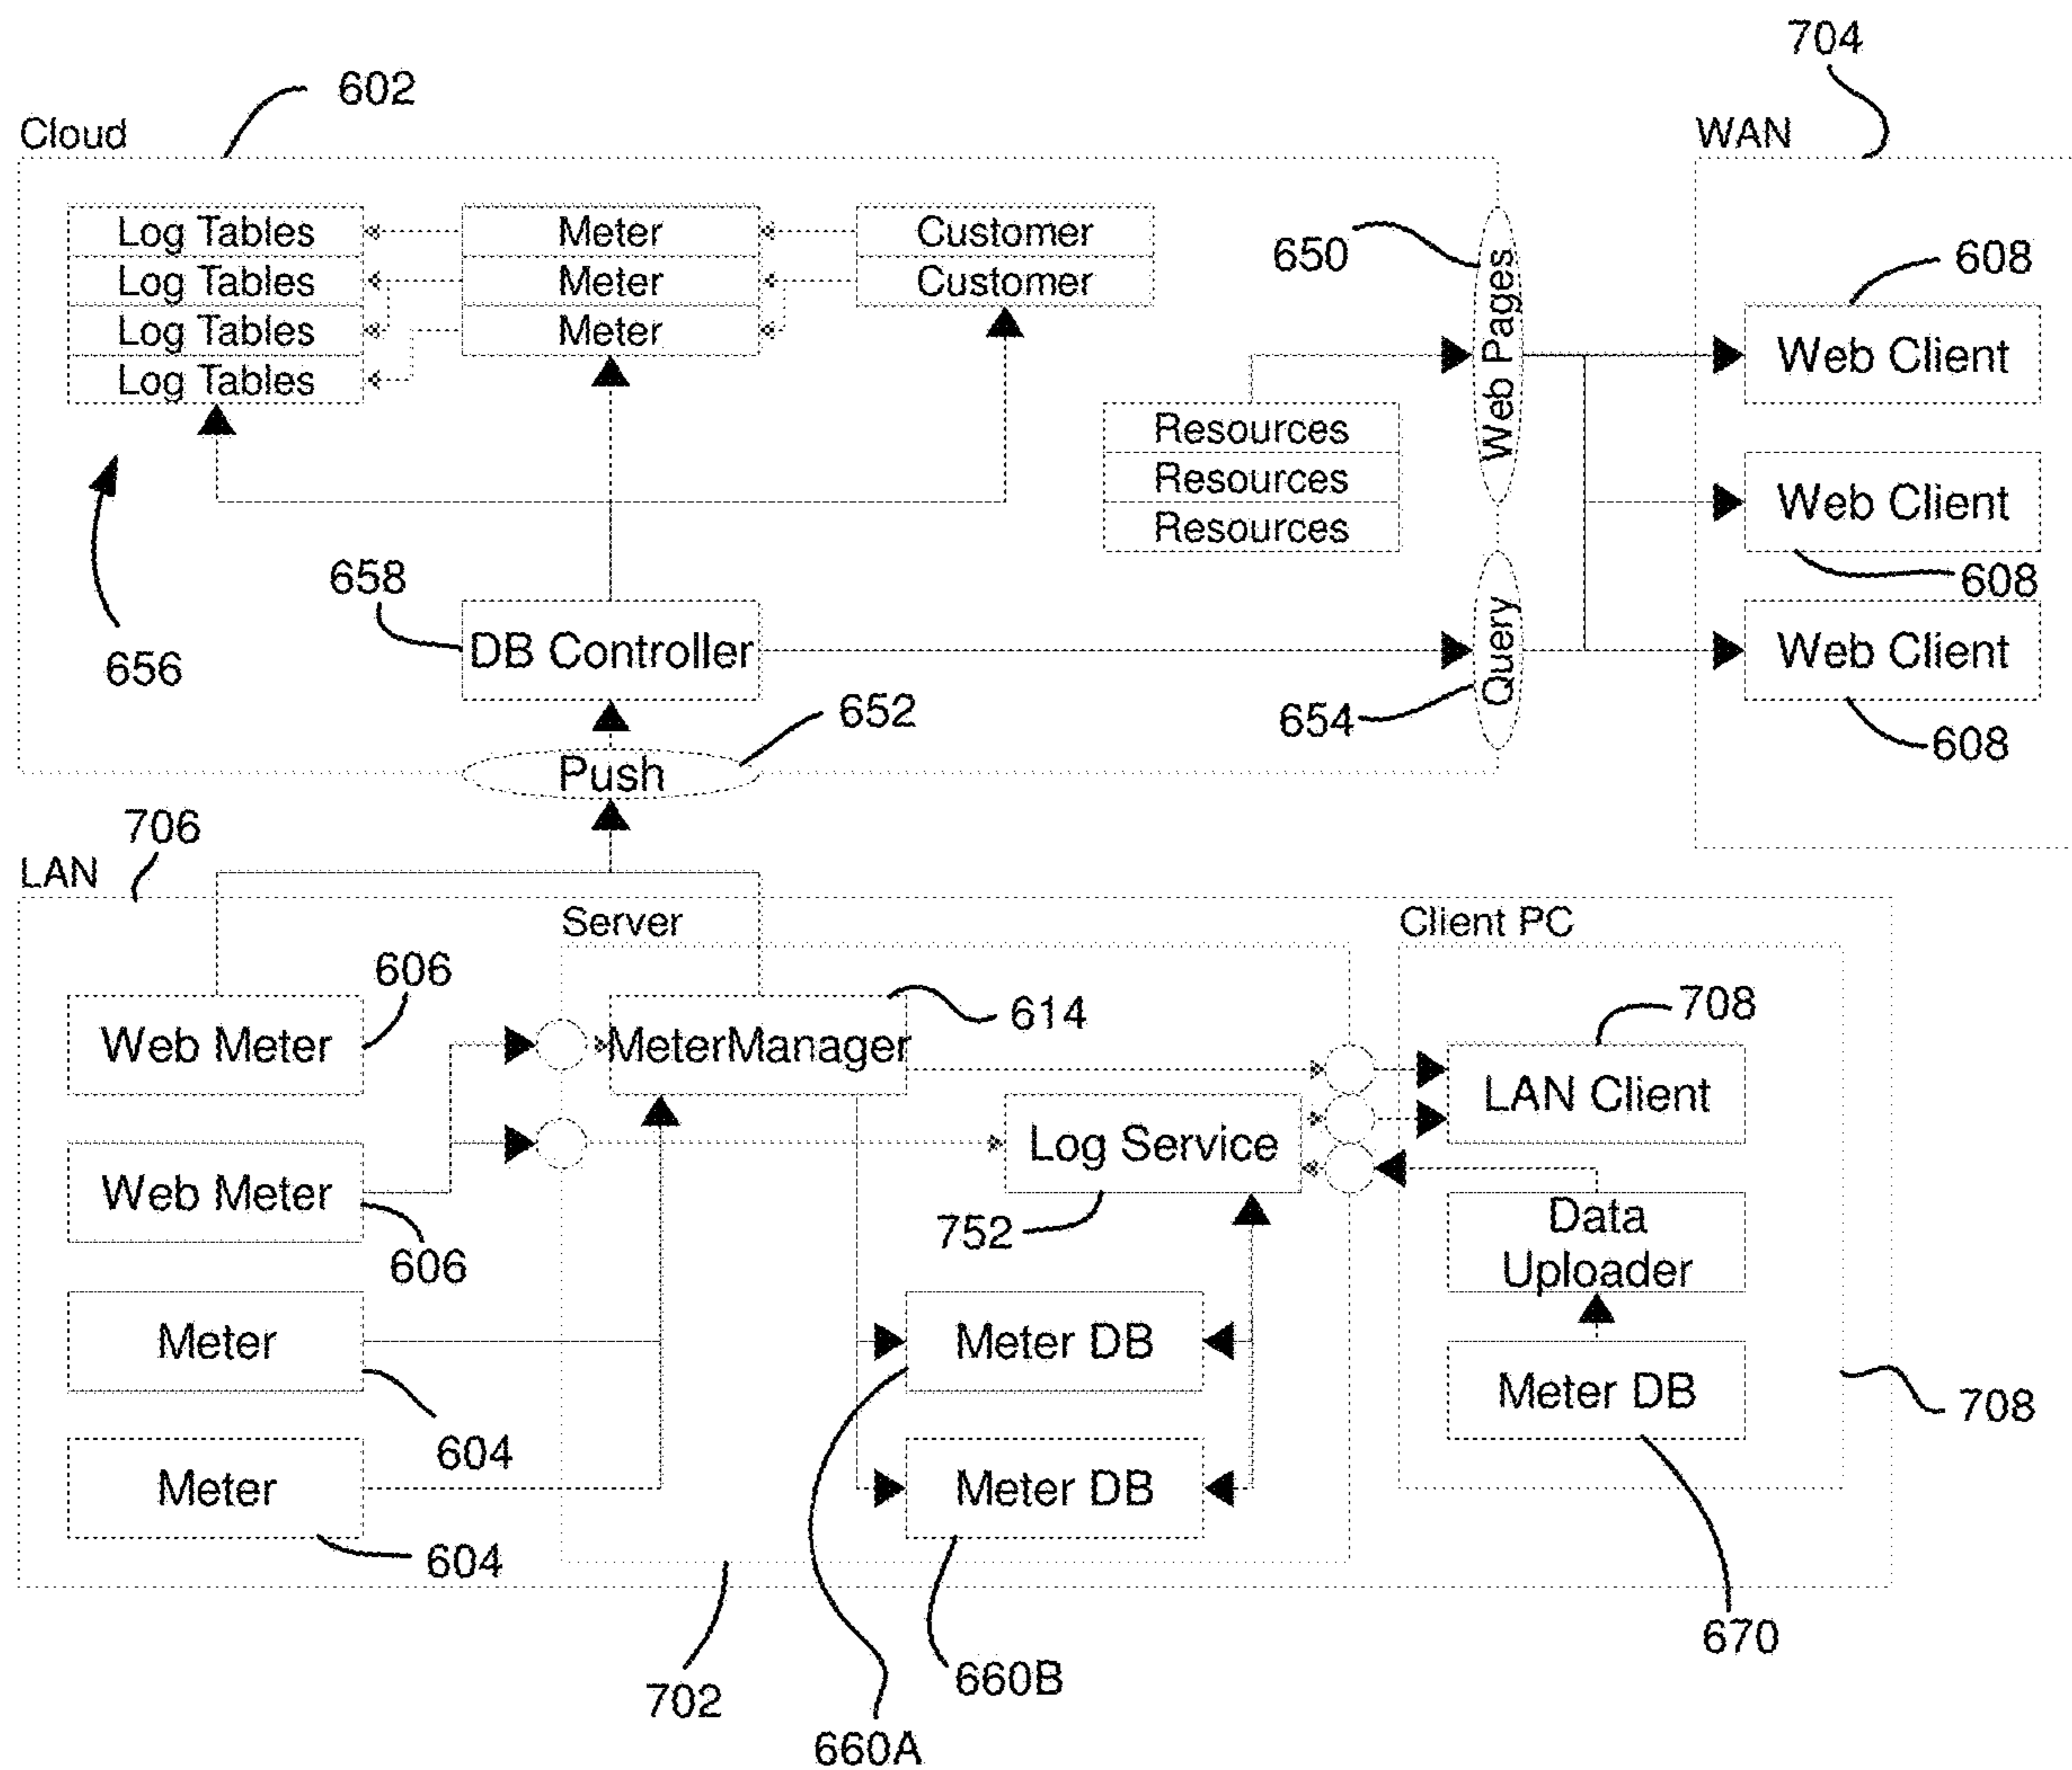 704
602
Cloud
WAN
Log Tables
Meter
Customer
Log Tables
Meter
Customer
Log Tables
Meter
Log Tables
650
Web Pages
608
Web Client
Resources
Resources
Resources
Web Client
608
658
DB Controller
656
Query
654
Web Client
608
652
Push
706
LAN
Server
Client PC
606
Web Meter
MeterManager
614
708
LAN Client
Web Meter
606
Log Service
752
Data
Uploader
Meter
604
Meter DB
Meter DB
708
Meter
604
Meter DB
670
702
660B
660A